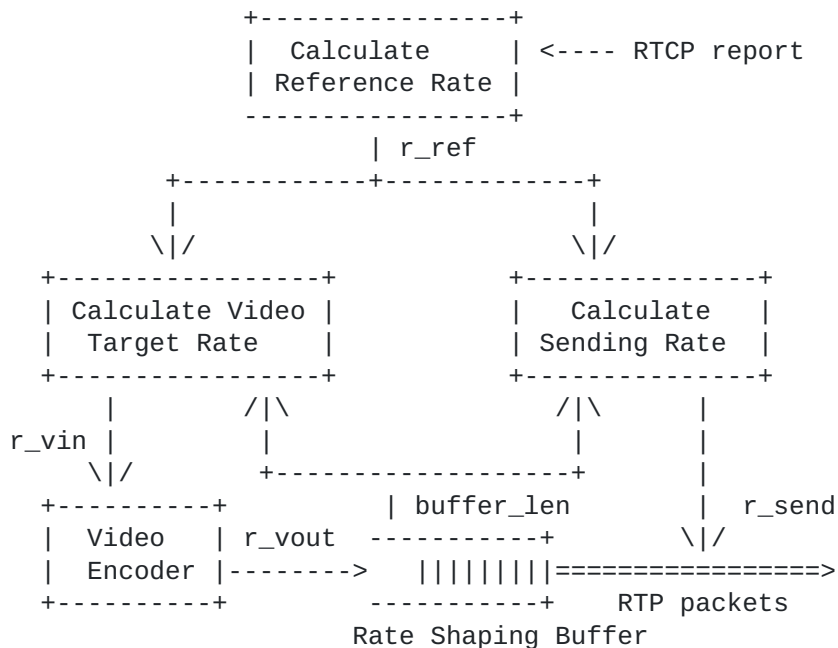 Calculate <---- RTCP report
Reference Rate
r_ref
Calculate Video Calculate
Target Rate Sending Rate
r_vin
buffer_len r_send
Video r_vout
Encoder
RTP packets
Rate Shaping Buffer